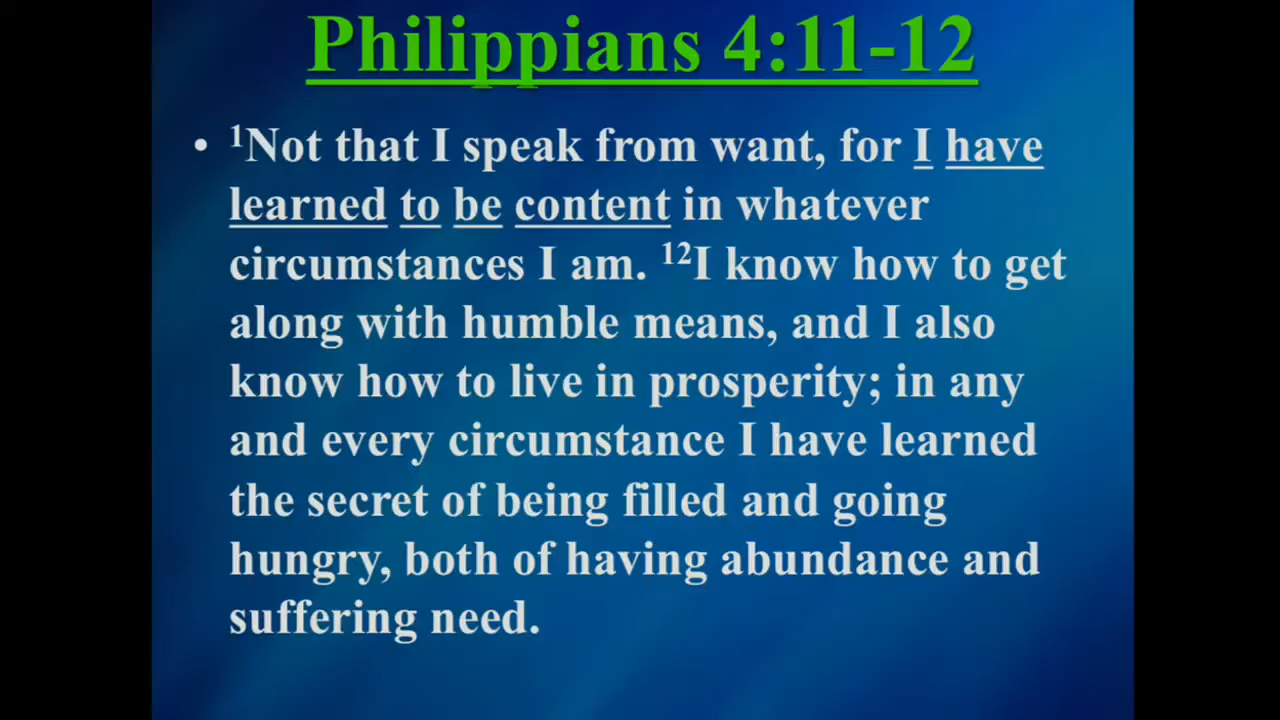 Philippians 4:11-12
• ¹Not that I speak from want, for I have
learned to be content in whatever
circumstances I am. ¹²I know how to get
along with humble means, and I also
know how to live in prosperity; in any
and every circumstance I have learned
the secret of being filled and going
hungry, both of having abundance and
suffering need.